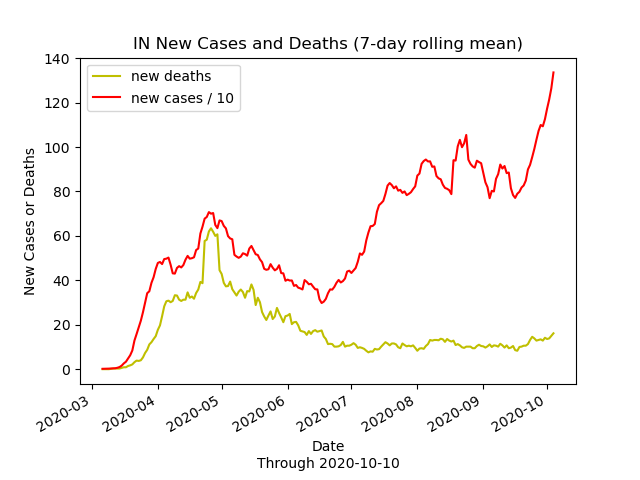 IN New Cases and Deaths (7-day rolling mean)
new deaths
new cases / 10
New Cases or Deaths
140
120
100
80
60
40
20
0
2020-03
2020-04
2020-05
2020-06
2020-07
2020-08
2020-09
2020-10
Date
Through 2020-10-10